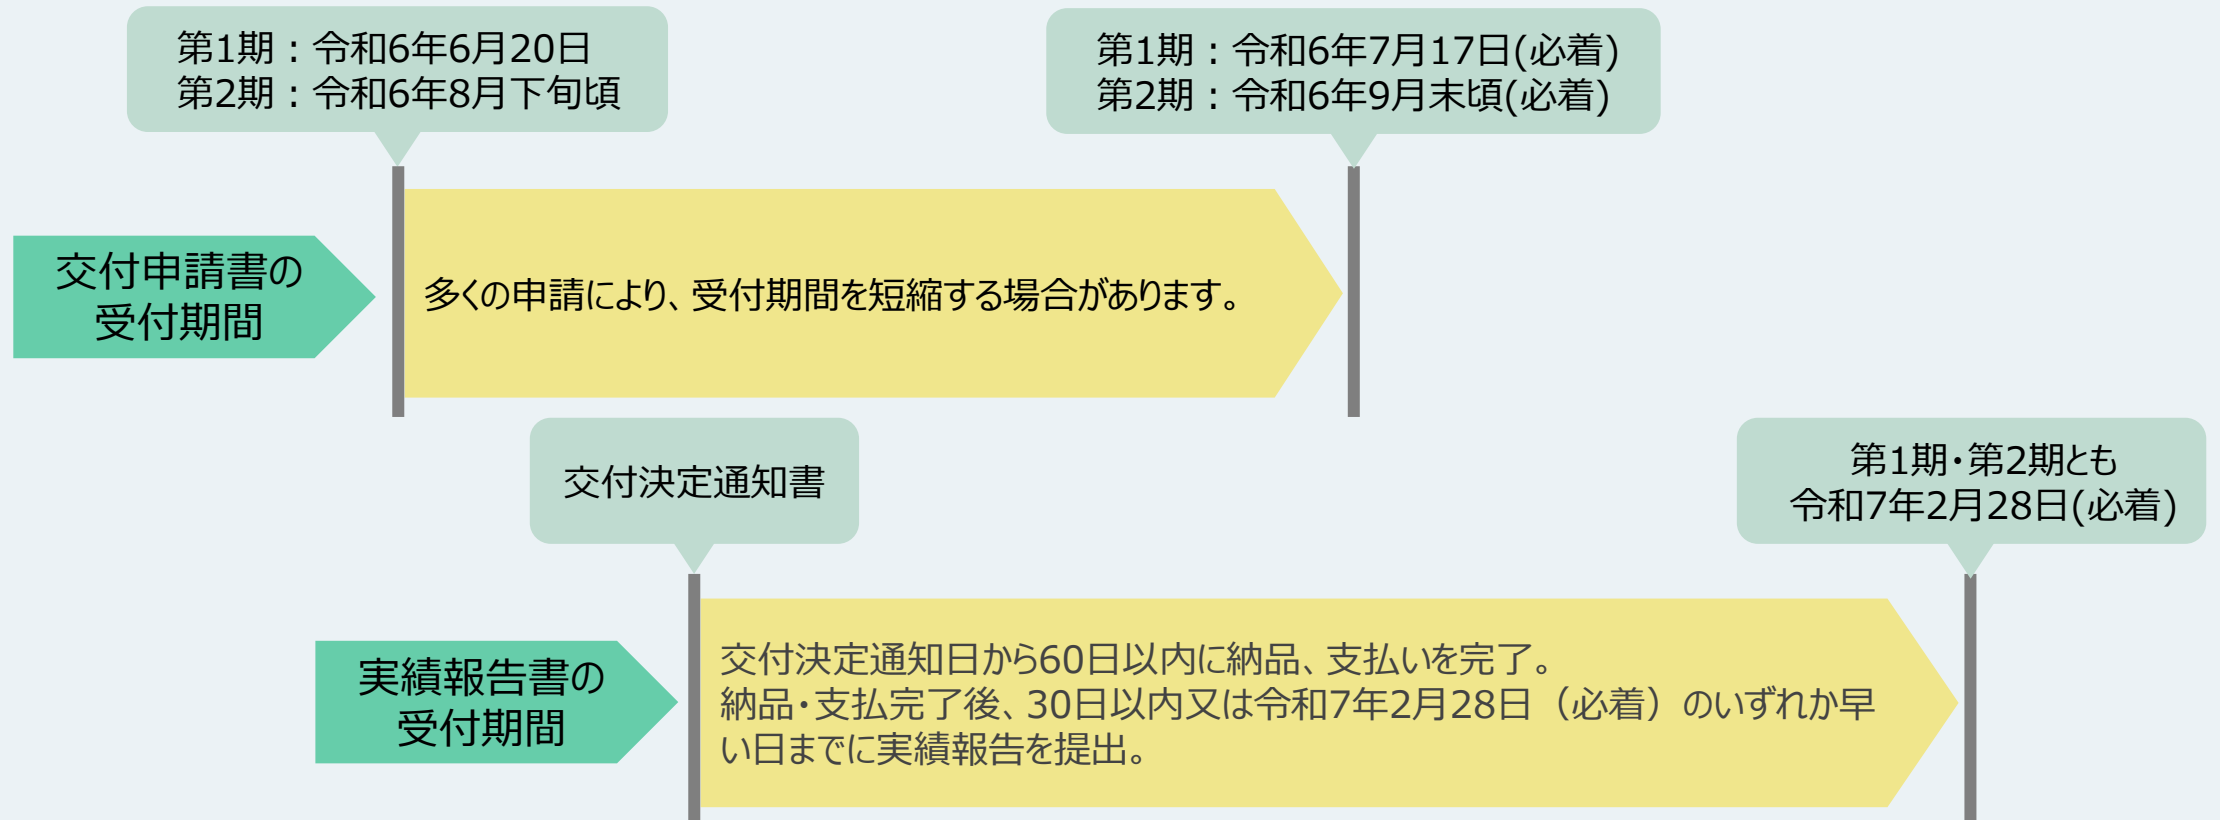 第1期：令和6年6月20日
第2期：令和6年8月下旬頃
第1期：令和6年7月17日(必着)
第2期：令和6年9月末頃(必着)
交付申請書の
受付期間
多くの申請により、受付期間を短縮する場合があります。
交付決定通知書
第1期・第2期とも
令和7年2月28日(必着)
実績報告書の
受付期間
交付決定通知日から60日以内に納品、支払いを完了。
納品・支払完了後、30日以内又は令和7年2月28日（必着）のいずれか早
い日までに実績報告を提出。